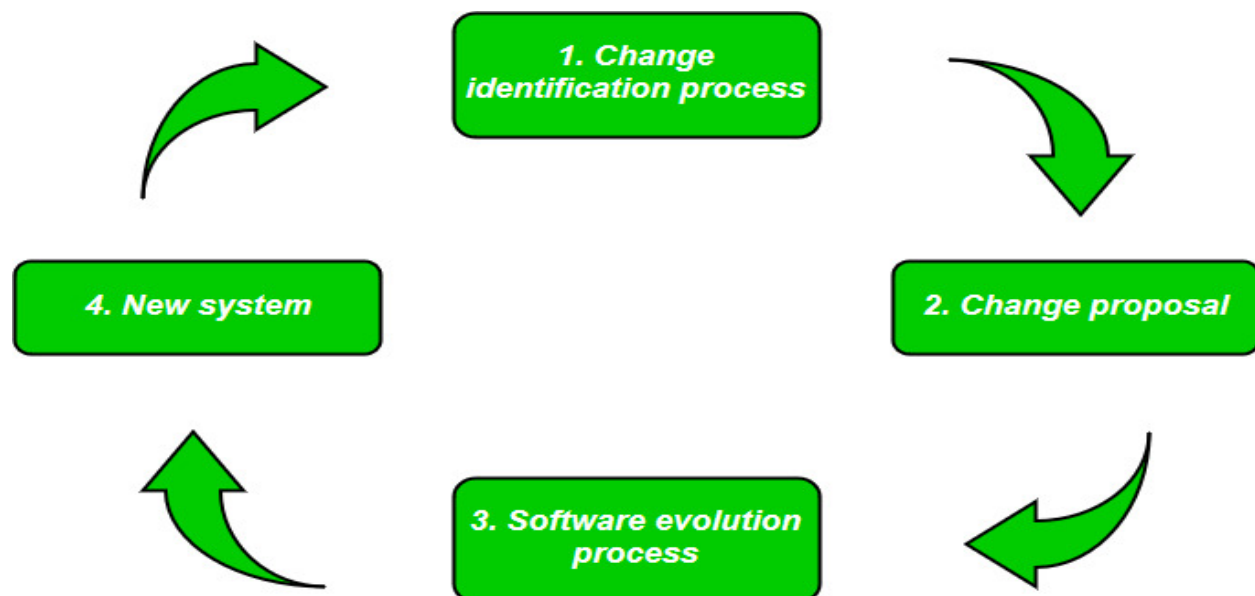 1. Change
identification process
2. Change proposal
3. Software evolution
process
4. New system